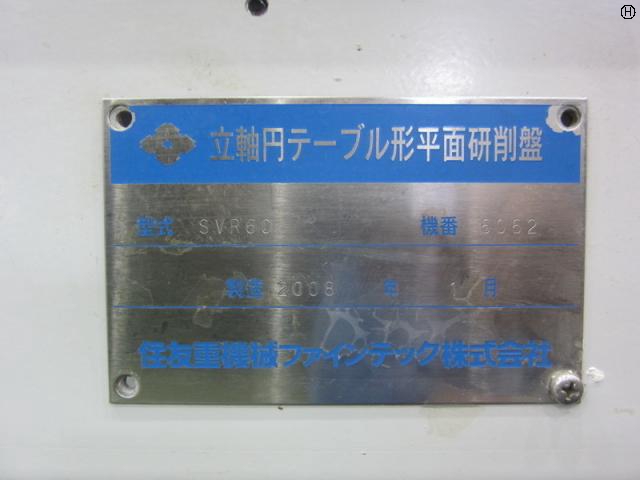 立軸円テーブル形平面研削盤
型式 SVR60 機番 6062
製造 2008 年 1 月
住友重機械ファインテック株式会社
H